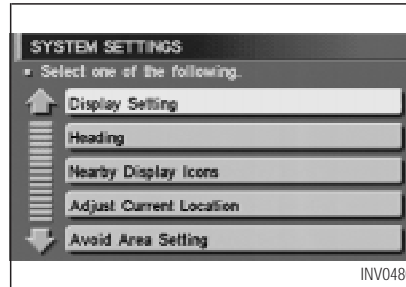 SYSTEM SETTINGS
Select one of the following.
Display Setting
Heading
Nearby Display Icons
Adjust Current Location
Avoid Area Setting
INV048